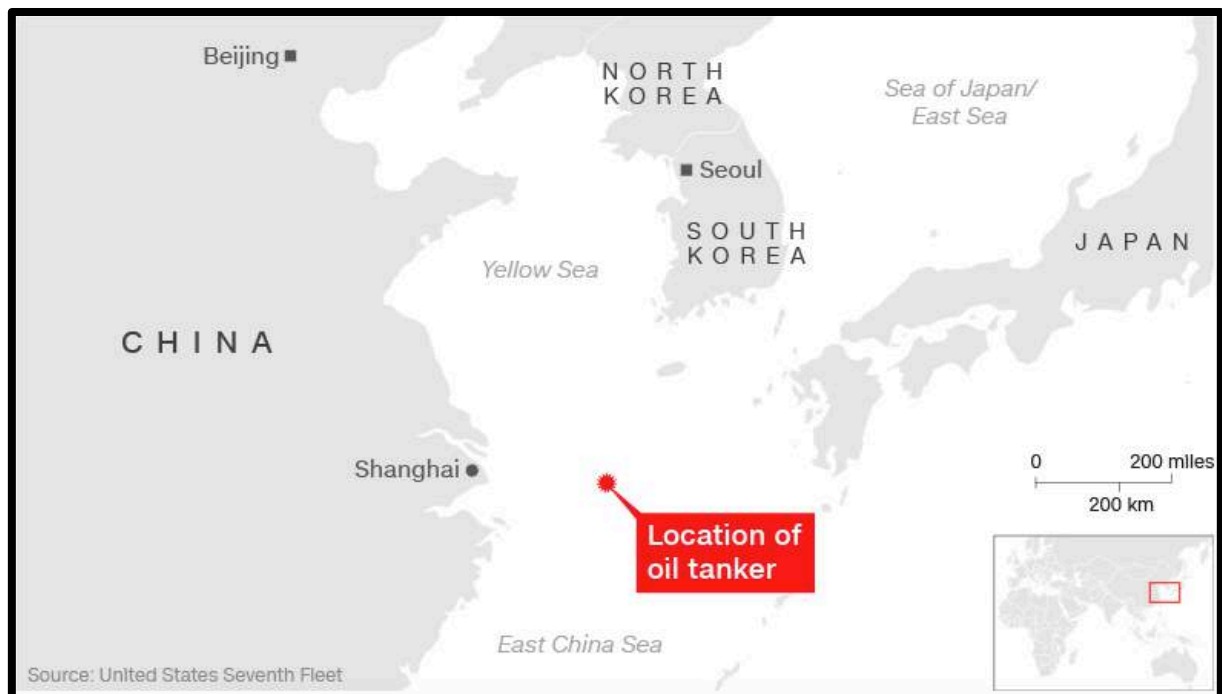 Beijing
NORTH
KOREA
Sea of Japan/
East Sea
Seoul
SOUTH
KOREA
JAPAN
Yellow Sea
CHINA
Shanghai
0 200 miles
200 km
Location of
oil tanker
East China Sea
Source: United States Seventh Fleet